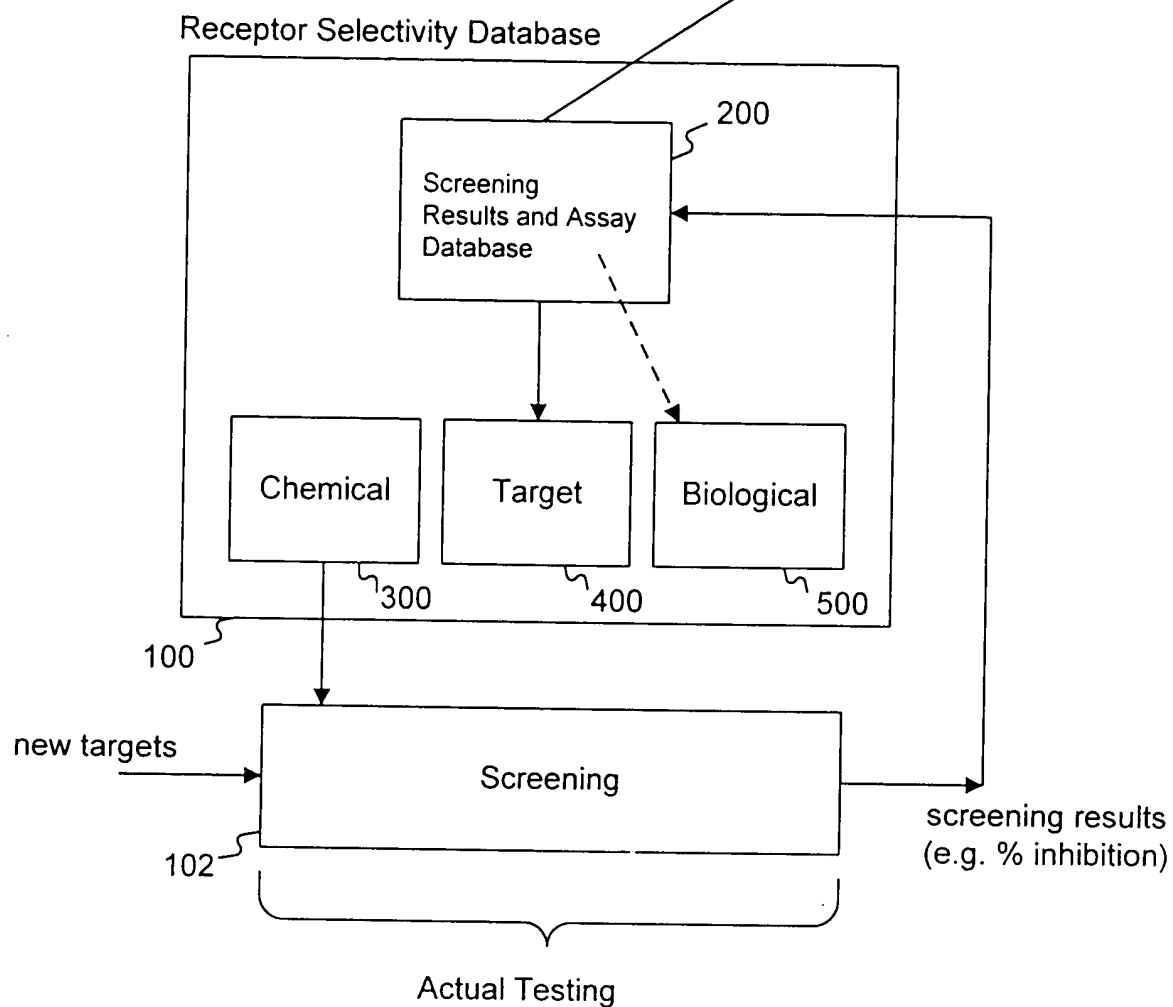 Receptor Selectivity Database
200
Screening
Results and Assay
Database
Chemical
Target
Biological
300
400
500
100
new targets
Screening
102
screening results
(e.g. % inhibition)
Actual Testing